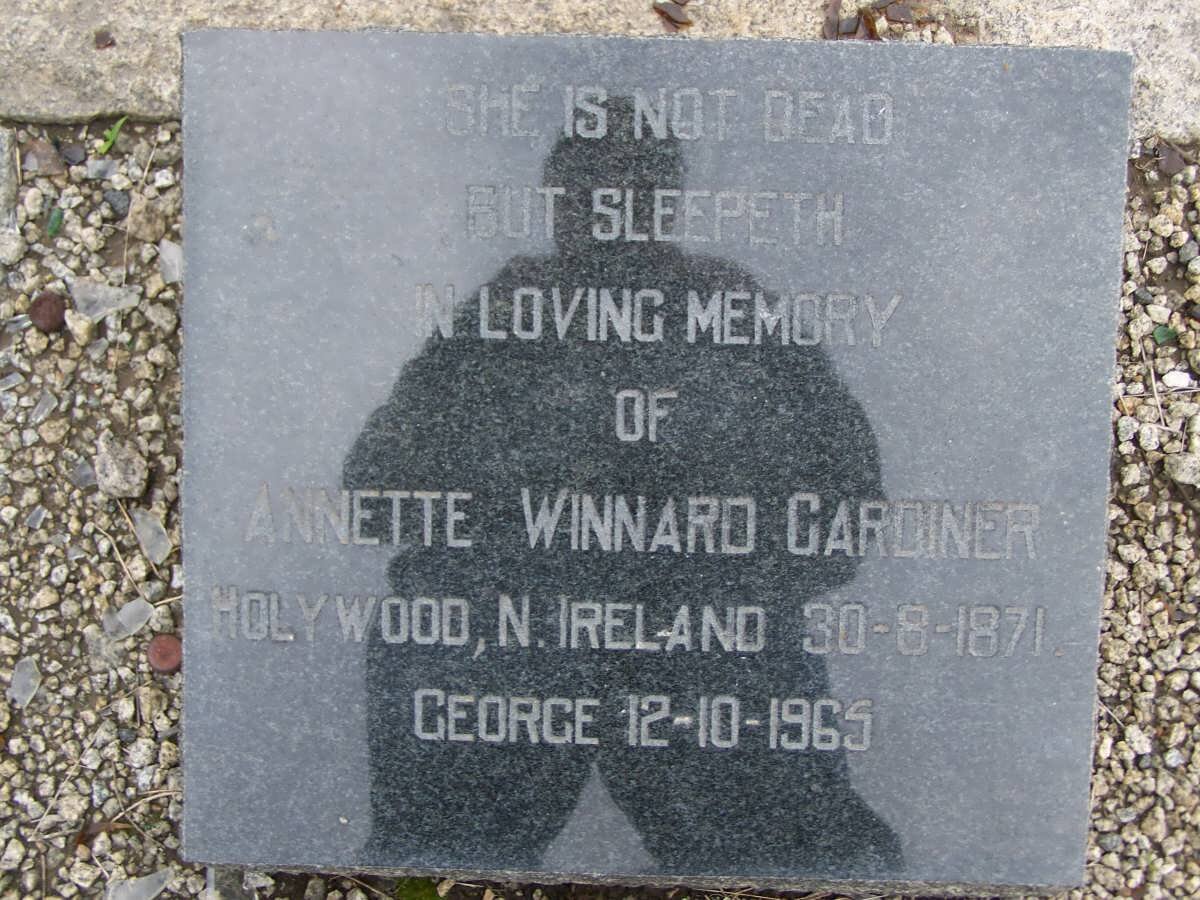 SHE IS NOT DEAD
BUT SLEEPETH
IN LOVING MEMORY
OF
ANNETTE WINNARD GARDINER
HOLYWOOD, N. IRELAND 30-8-1871.
GEORGE 12-10-1965